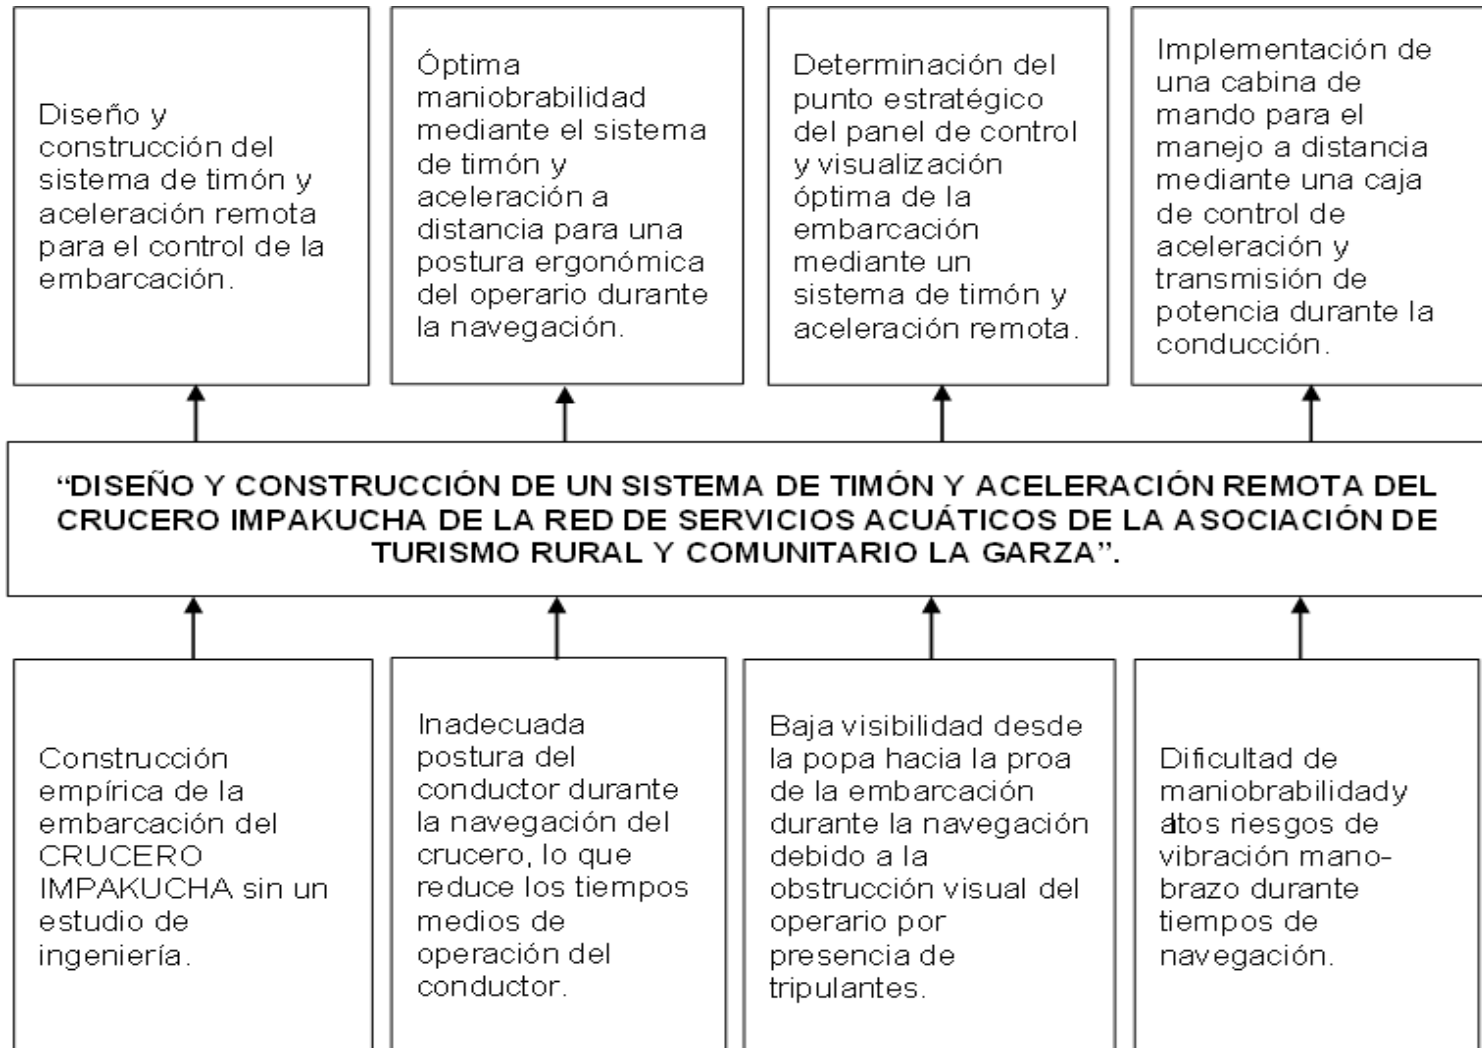 Diseño y
construcción del
sistema de timón y
aceleración remota
para el control de la
embarcación.
Óptima
maniobrabilidad
mediante el sistema
de timón y
aceleración a
distancia para una
postura ergonómica
del operario durante
la navegación.
Determinación del
punto estratégico
del panel de control
y visualización
óptima de la
embarcación
mediante un
sistema de timón y
aceleración remota.
Implementación de
una cabina de
mando para el
manejo a distancia
mediante una caja
de control de
aceleración y
transmisión de
potencia durante la
conducción.
“DISEÑO Y CONSTRUCCIÓN DE UN SISTEMA DE TIMÓN Y ACELERACIÓN REMOTA DEL
CRUCERO IMPAKUCHA DE LA RED DE SERVICIOS ACUÁTICOS DE LA ASOCIACIÓN DE
TURISMO RURAL Y COMUNITARIO LA GARZA”.
Construcción
empírica de la
embarcación del
CRUCERO
IMPAKUCHA sin un
estudio de
ingeniería.
Inadecuada
postura del
conductor durante
la navegación del
crucero, lo que
reduce los tiempos
medios de
operación del
conductor.
Baja visibilidad desde
la popa hacia la proa
de la embarcación
durante la navegación
debido a la
obstrucción visual del
operario por
presencia de
tripulantes.
Dificultad de
maniobrabilidad y
altos riesgos de
vibración mano-
brazo durante
tiempos de
navegación.